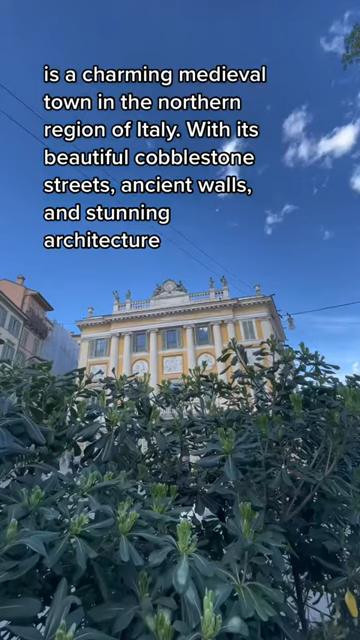 is a charming medieval
town in the northern
region of Italy. With its
beautiful cobblestone
streets, ancient walls,
and stunning
architecture